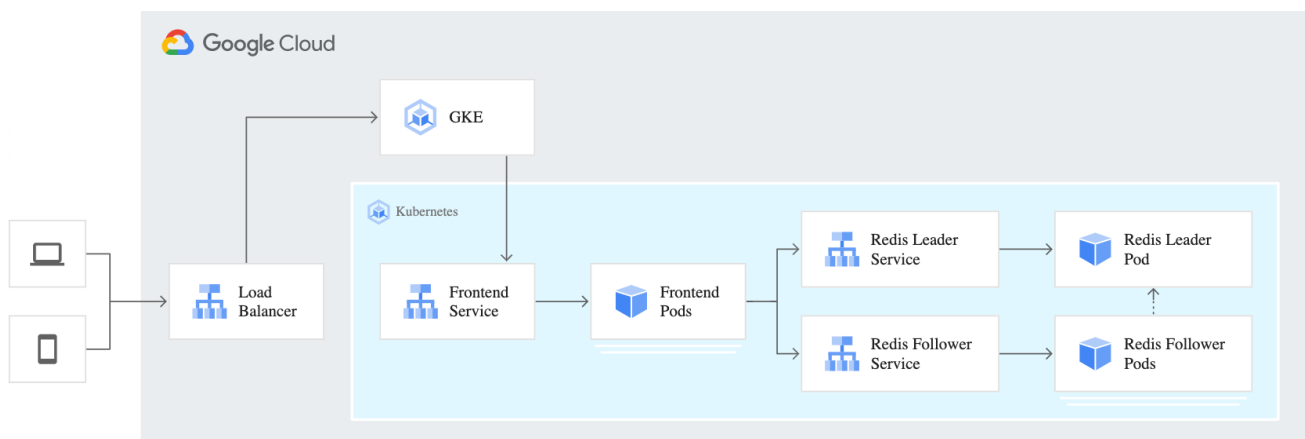 Google Cloud
GKE
Kubernetes
Load
Balancer
Frontend
Service
Frontend
Pods
Redis Leader
Service
Redis Leader
Pod
Redis Follower
Service
Redis Follower
Pods